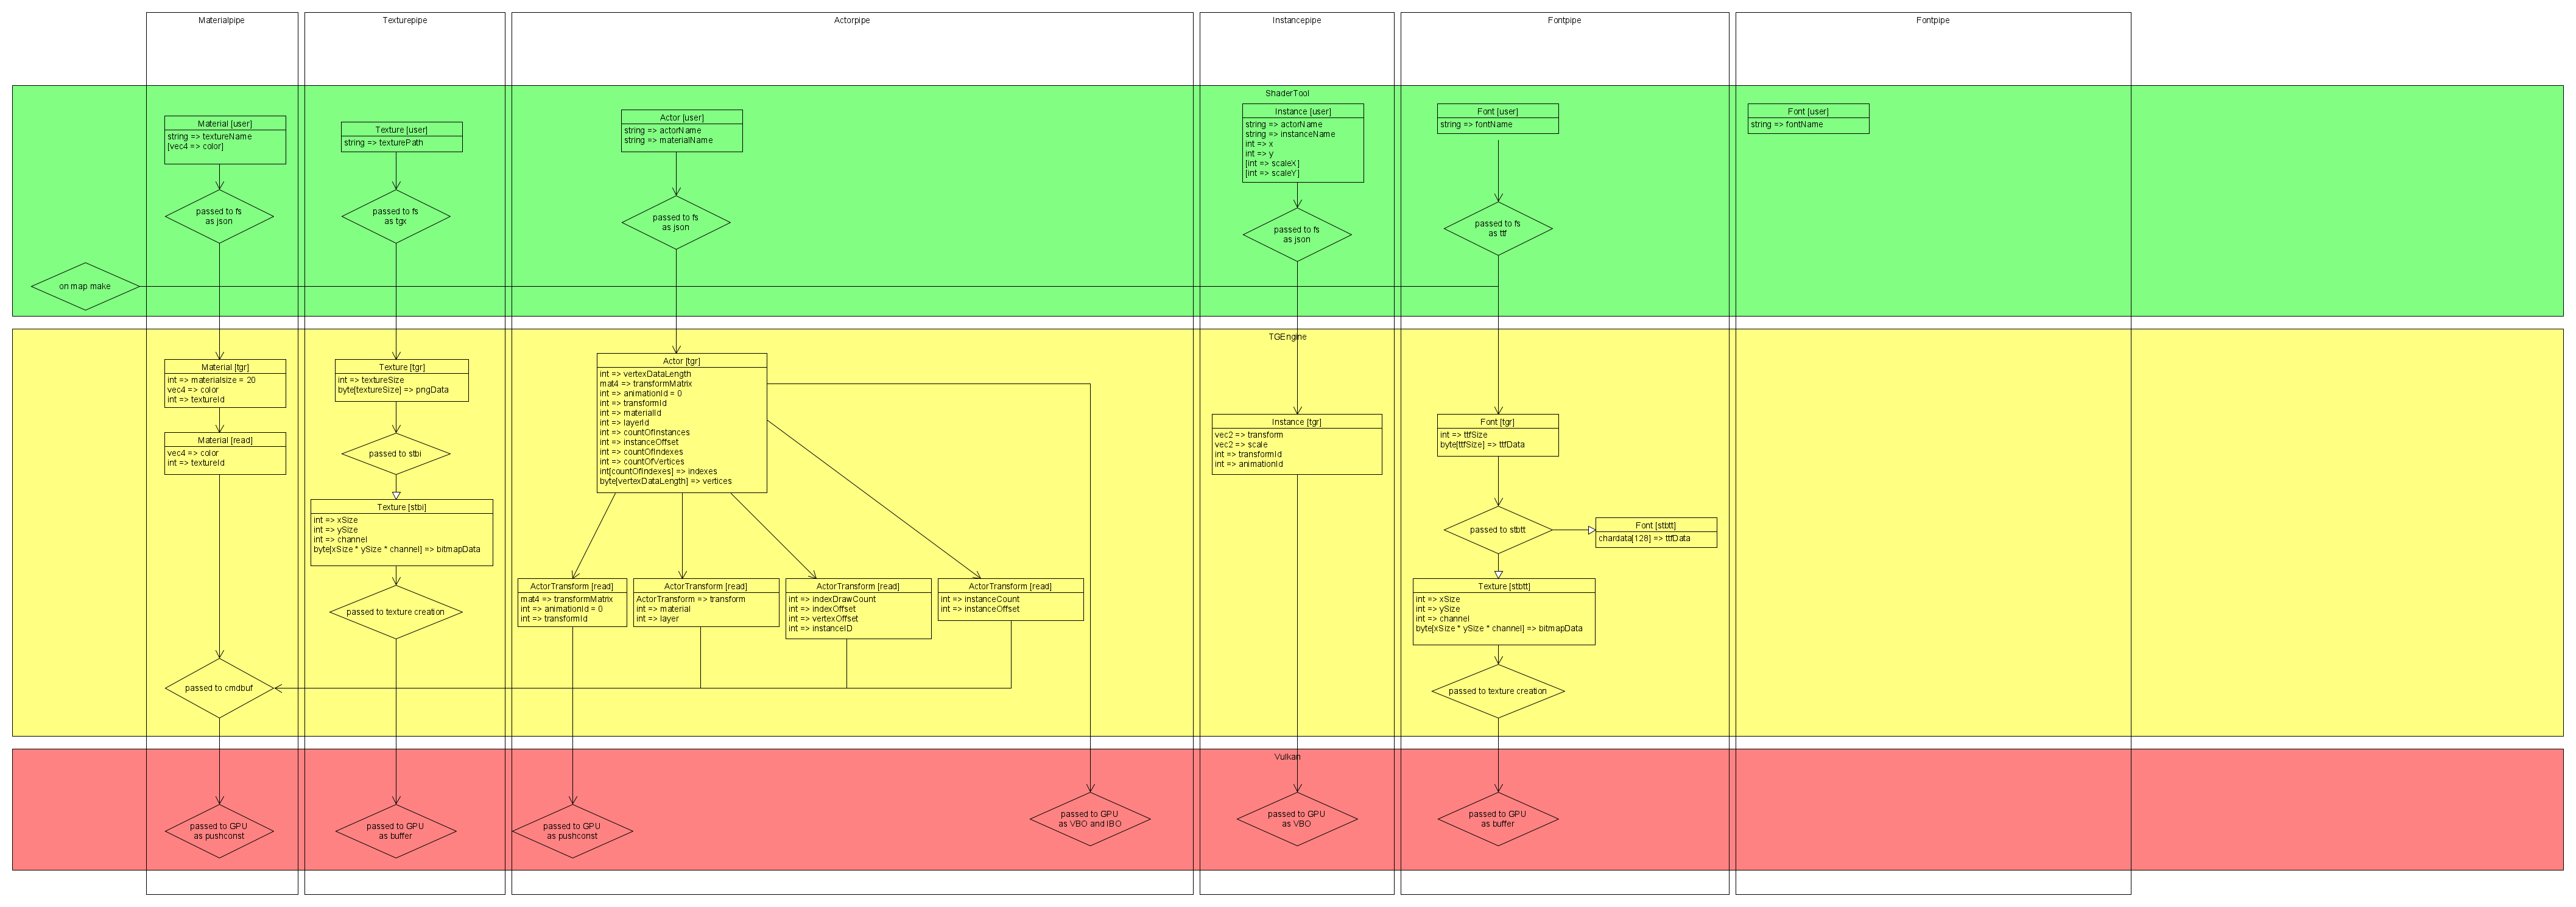 Materialpipe
Texturepipe
Actorpipe
Instancepipe
Fontpipe
Fontpipe
ShaderTool
Material [user]
string => textureName
[vec4 => color]
Texture [user]
string => texturePath
Actor [user]
string => actorName
string => materialName
Instance [user]
string => actorName
string => instanceName
int => x
int => y
[int => scaleX]
[int => scaleY]
Font [user]
string => fontName
Font [user]
string => fontName
passed to fs
as json
passed to fs
as tgx
passed to fs
as json
passed to fs
as json
passed to fs
as ttf
on map make
TGEngine
Material [tgr]
int => materialsize = 20
vec4 => color
int => textureId
Material [read]
vec4 => color
int => textureId
Texture [tgr]
int => textureSize
byte[textureSize] => pngData
passed to stbi
Texture [stbi]
int => xSize
int => ySize
int => channel
byte[xSize * ySize * channel] => bitmapData
passed to texture creation
Actor [tgr]
int => vertexDataLength
mat4 => transformMatrix
int => animationId = 0
int => transformId
int => materialId
int => layerId
int => countOfInstances
int => instanceOffset
int => countOfIndexes
int => countOfVertices
int[countOfIndexes] => indexes
byte[vertexDataLength] => vertices
ActorTransform [read]
mat4 => transformMatrix
int => animationId = 0
int => transformId
ActorTransform [read]
ActorTransform => transform
int => material
int => layer
ActorTransform [read]
int => indexDrawCount
int => indexOffset
int => vertexOffset
int => instanceID
ActorTransform [read]
int => instanceCount
int => instanceOffset
Instance [tgr]
vec2 => transform
vec2 => scale
int => transformId
int => animationId
Font [tgr]
int => ttfSize
byte[ttfSize] => ttfData
passed to stbtt
Font [stbtt]
chardata[128] => ttfData
Texture [stbtt]
int => xSize
int => ySize
int => channel
byte[xSize * ySize * channel] => bitmapData
passed to cmdbuf
passed to texture creation
Vulkan
passed to GPU
as pushconst
passed to GPU
as buffer
passed to GPU
as pushconst
passed to GPU
as VBO and IBO
passed to GPU
as VBO
passed to GPU
as buffer